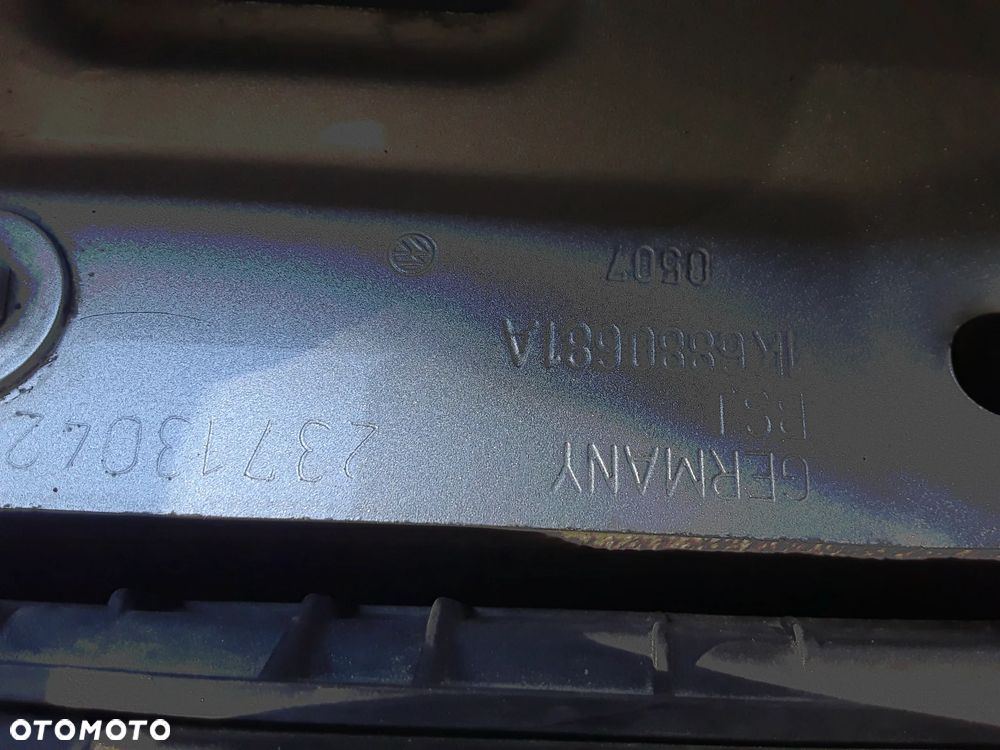 GERMANY
23713042
1K6880681A
0507
OTOMOTO